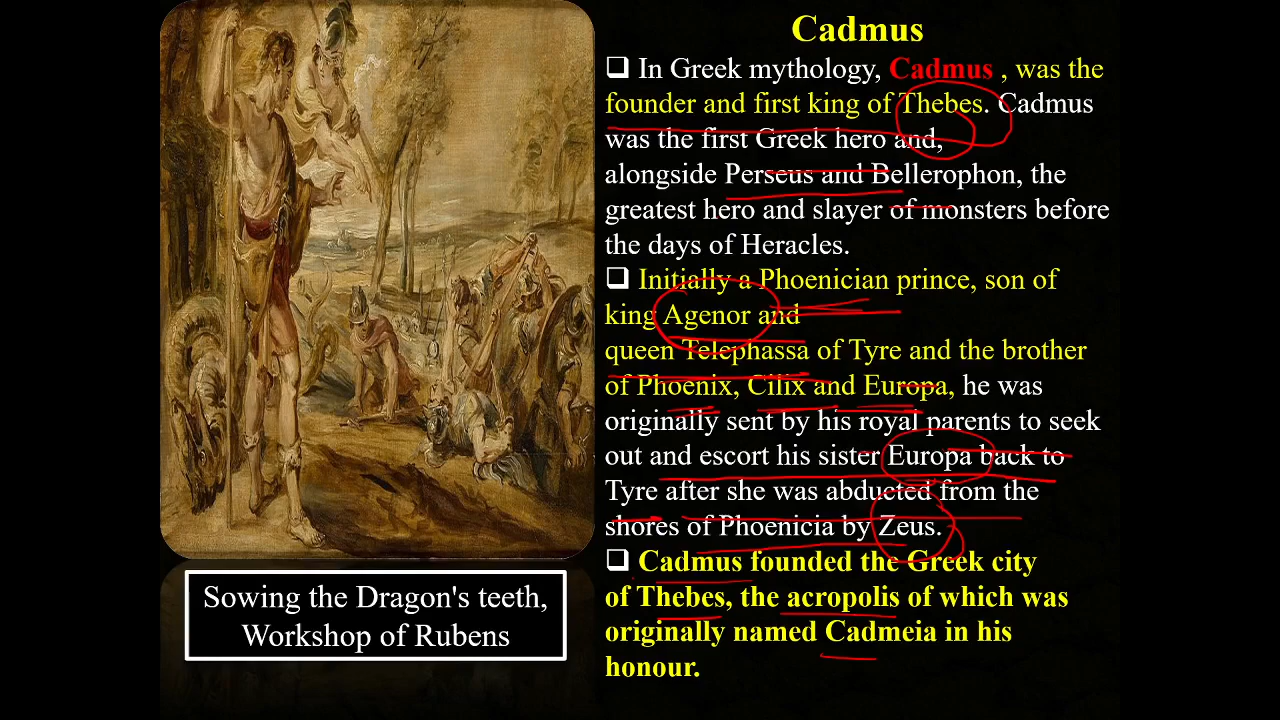 Cadmus
❑ In Greek mythology, Cadmus , was the
founder and first king of Thebes. Cadmus
was the first Greek hero and,
alongside Perseus and Bellerophon, the
greatest hero and slayer of monsters before
the days of Heracles.
❑ Initially a Phoenician prince, son of
king Agenor and
queen Telephassa of Tyre and the brother
of Phoenix, Cilix and Europa, he was
originally sent by his royal parents to seek
out and escort his sister Europa back to
Tyre after she was abducted from the
shores of Phoenicia by Zeus.
❑ Cadmus founded the Greek city
of Thebes, the acropolis of which was
originally named Cadmeia in his
honour.
Sowing the Dragon's teeth,
Workshop of Rubens